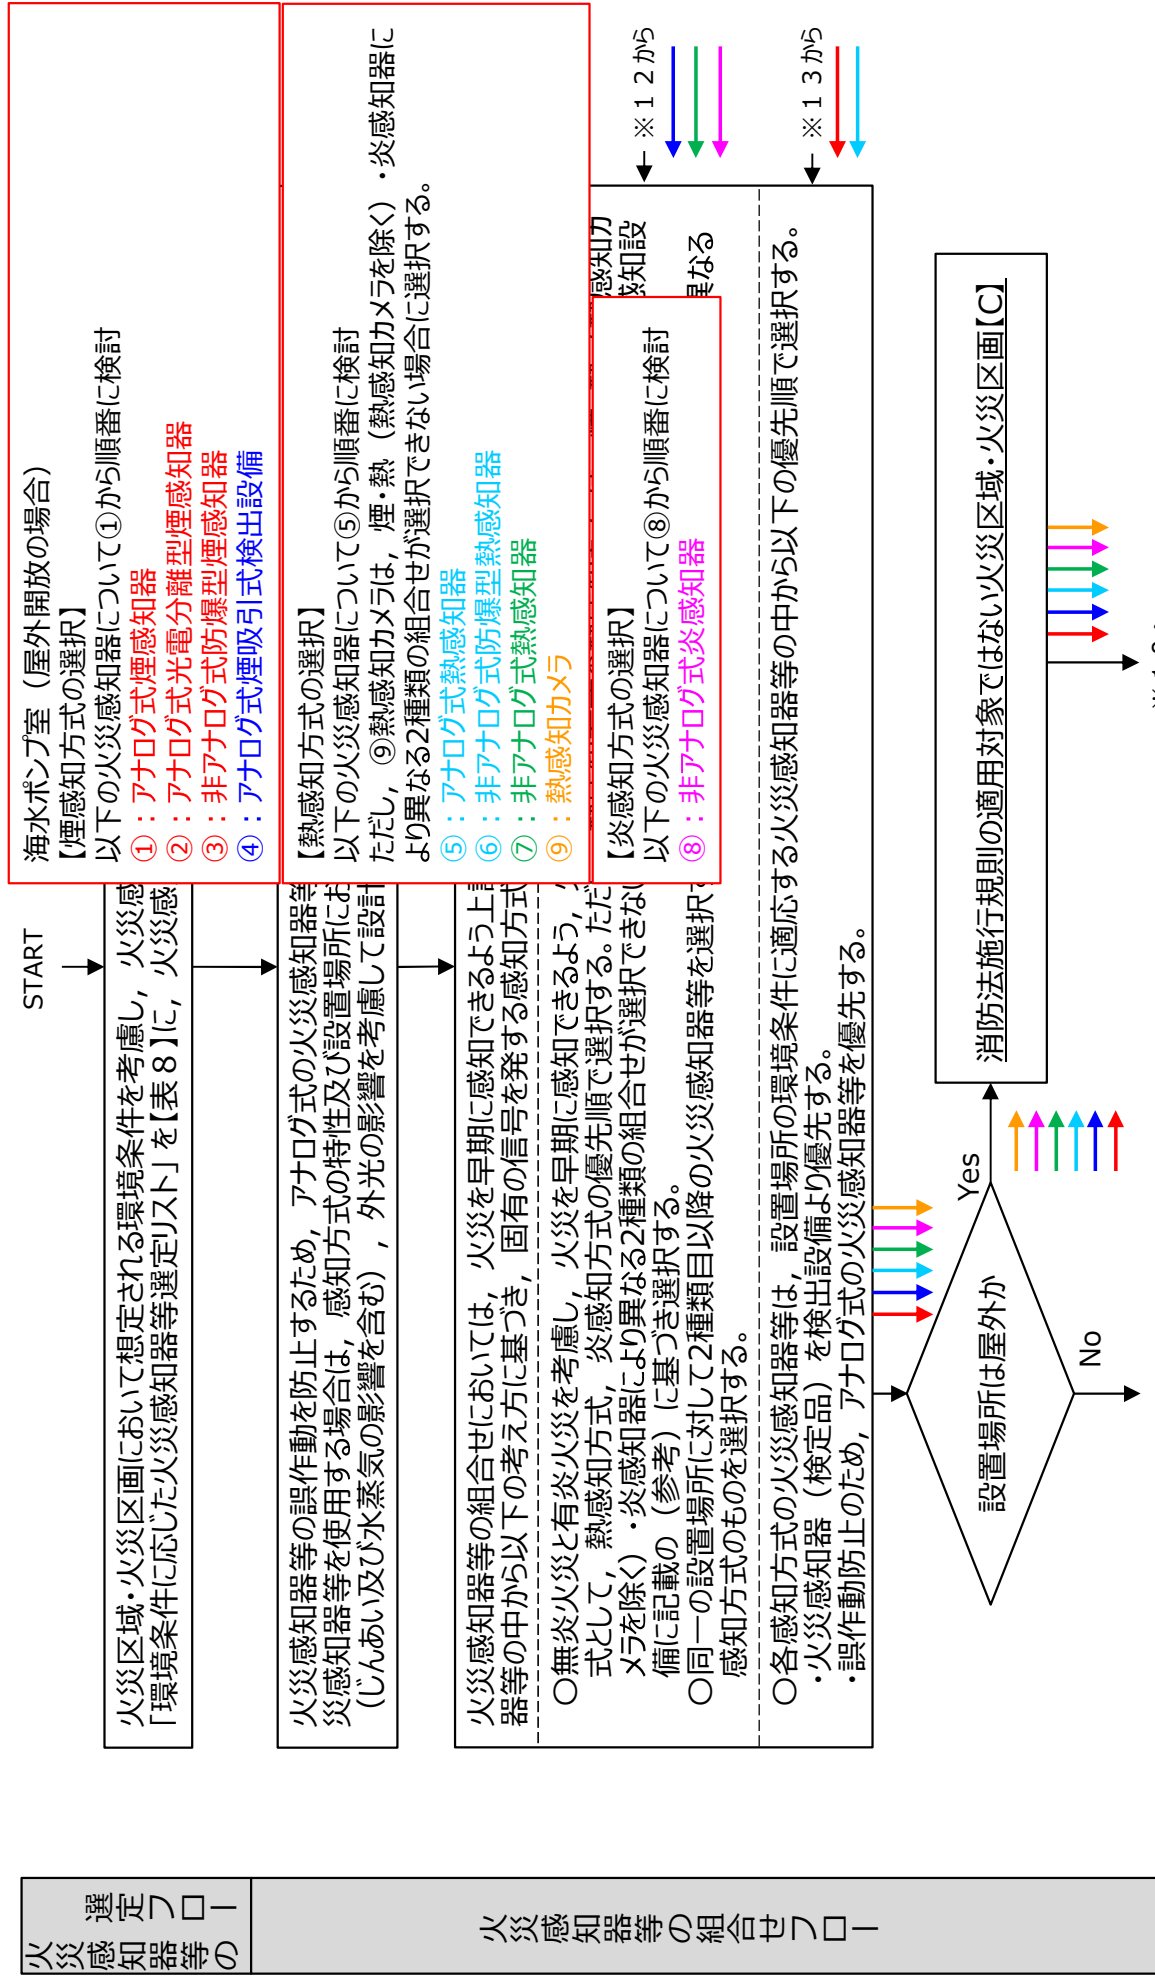 海水ポンプ室（屋外開放の場合）
【煙感知方式の選択】
以下の火災感知器について①から順番に検討
①：アナログ式煙感知器
②：アナログ式光電分離型煙感知器
③：非アナログ式防爆型煙感知器
④：アナログ式煙吸引式検出設備
【熱感知方式の選択】
以下の火災感知器について⑤から順番に検討
ただし，⑨熱感知カメラは，煙・熱（熱感知カメラを除く）・炎感知器に
より異なる2種類の組合せが選択できない場合に選択する。
⑤：アナログ式熱感知器
⑥：非アナログ式防爆型熱感知器
⑦：非アナログ式熱感知器
⑨：熱感知カメラ
【炎感知方式の選択】
以下の火災感知器について⑧から順番に検討
⑧：非アナログ式炎感知器
START
火災区域・火災区画において想定される環境条件を考慮し，火災感
「環境条件に応じた火災感知器等選定リスト」を【表８】に，火災感
火災感知器等の誤作動を防止するため，アナログ式の火災感知器等
災感知器等を使用する場合は，感知方式の特性及び設置場所にお
（じんあい及び水蒸気の影響を含む），外光の影響を考慮して設計
火災感知器等の組合せにおいては，火災を早期に感知できるよう上記
器等の中から以下の考え方に基づき，固有の信号を発する感知方式
○無炎火災と有炎火災を考慮し，火災を早期に感知できるよう，
式として，熱感知方式，炎感知方式の優先順で選択する。ただ
感知カ
メラを除く）・炎感知器により異なる2種類の組合せが選択できない
感知設
備に記載の（参考）に基づき選択する。
○同一の設置場所に対して2種類目以降の火災感知器等を選択
異なる
感知方式のものを選択する。
○各感知方式の火災感知器等は，設置場所の環境条件に適応する火災感知器等の中から以下の優先順で選択する。
・火災感知器（検定品）を検出設備より優先する。
・誤作動防止のため，アナログ式の火災感知器等を優先する。
※１２から
※１３から
設置場所は屋外か
Yes
No
消防法施行規則の適用対象ではない火災区域・火災区画【C】
火災感知器等の
選定フロー
火災感知器等の組合せフロー